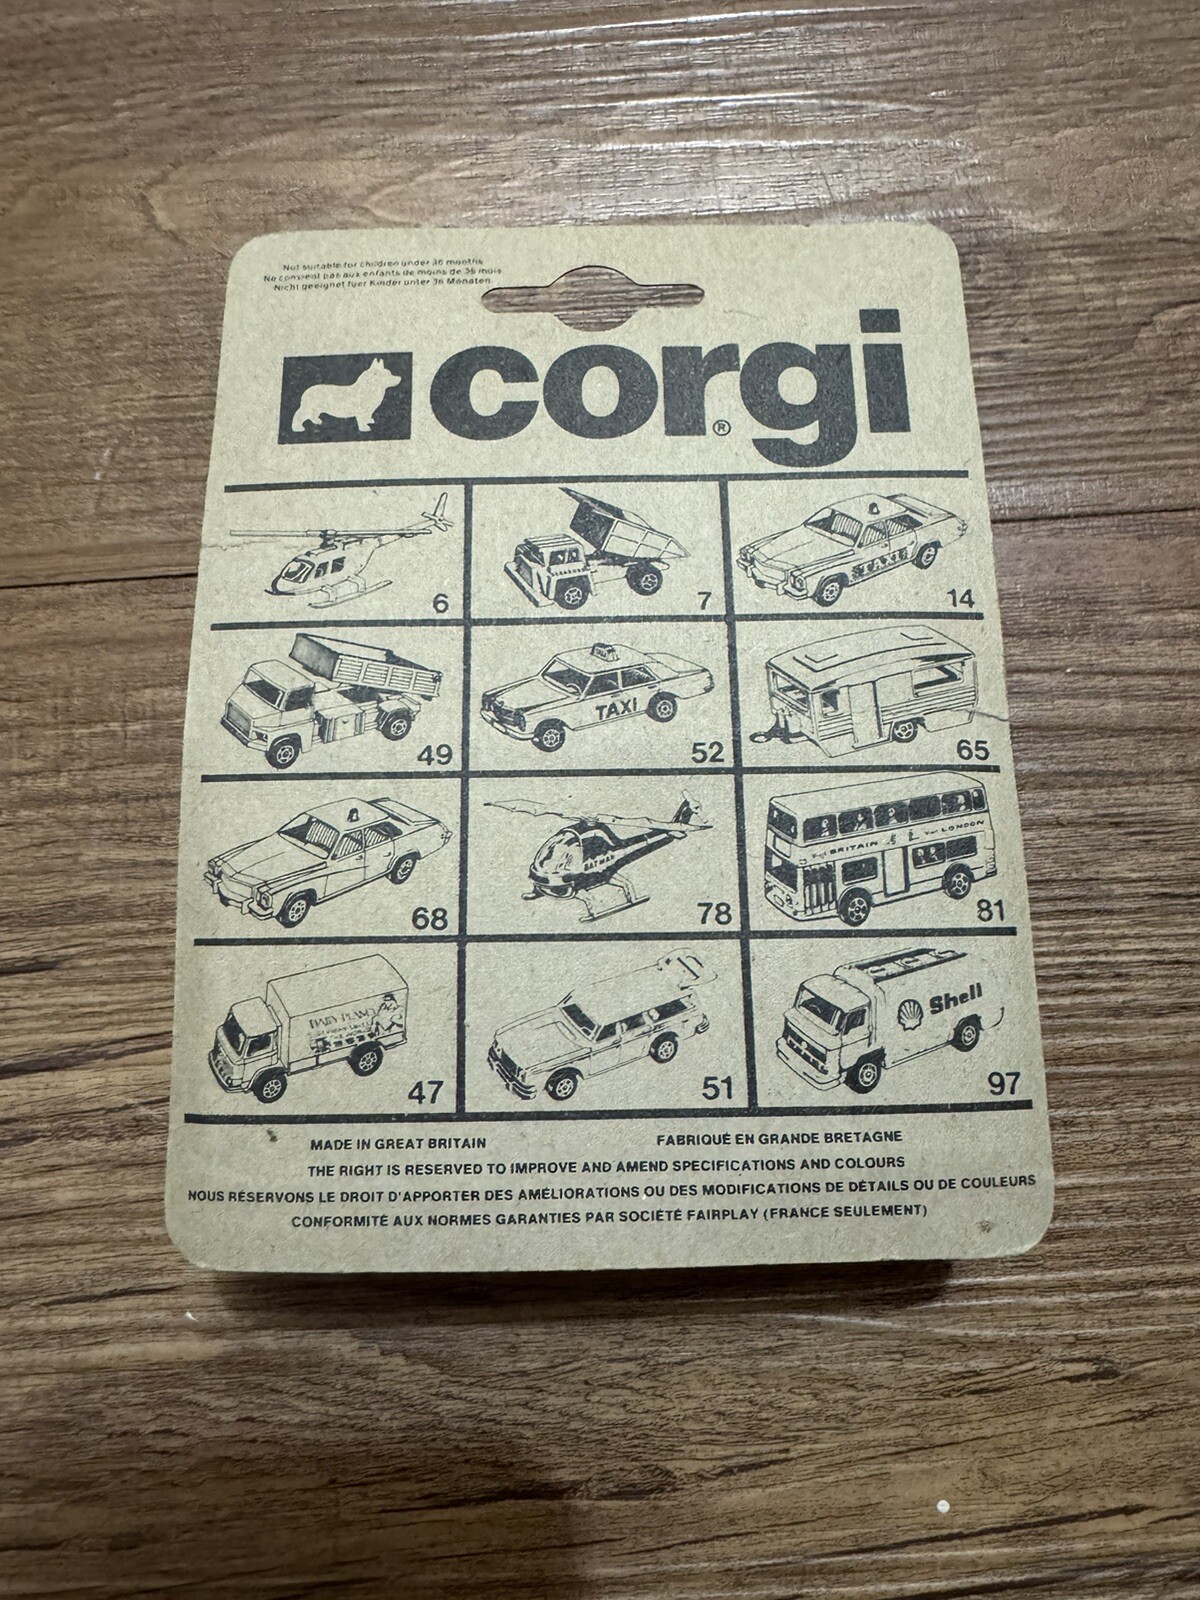 Not suitable for children under 36 months
Ne convient pas aux enfants de moins de 36 mois
Nicht geeignet fuer Kinder unter 36 Monaten
corgi®
6
7
TAXI
14
49
TAXI
52
65
68
BATMAN
78
BRITAIN
LONDON
81
DAILY PLANET
47
51
Shell
97
MADE IN GREAT BRITAIN
FABRIQUÉ EN GRANDE BRETAGNE
THE RIGHT IS RESERVED TO IMPROVE AND AMEND SPECIFICATIONS AND COLOURS
NOUS RÉSERVONS LE DROIT D'APPORTER DES AMÉLIORATIONS OU DES MODIFICATIONS DE DÉTAILS OU DE COULEURS
CONFORMITÉ AUX NORMES GARANTIES PAR SOCIÉTÉ FAIRPLAY (FRANCE SEULEMENT)